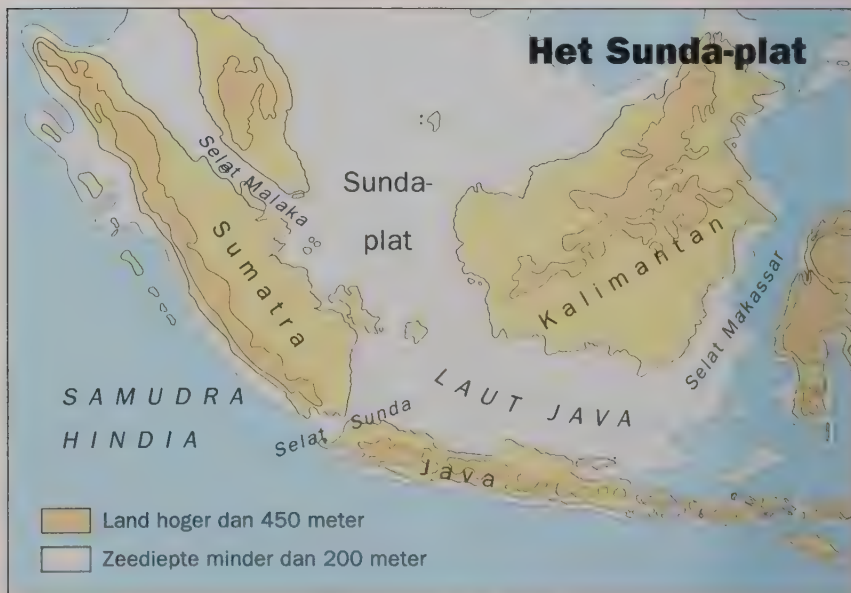 Het Sunda-plat
Selat Malaka
Sunda-
plat
Sumatra
Kalimantan
Selat Makassar
SAMUDRA
HINDIA
Selat Sunda
LAUT JAVA
Java
Land hoger dan 450 meter
Zeediepte minder dan 200 meter